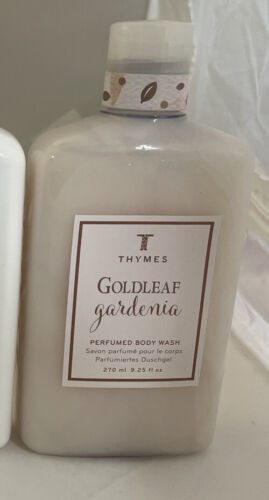 T
THYMES
GOLDLEAF
gardenia
PERFUMED BODY WASH
Savon parfumé pour le corps
Parfumiertes Duschgel
270 ml 9.25 fl oz